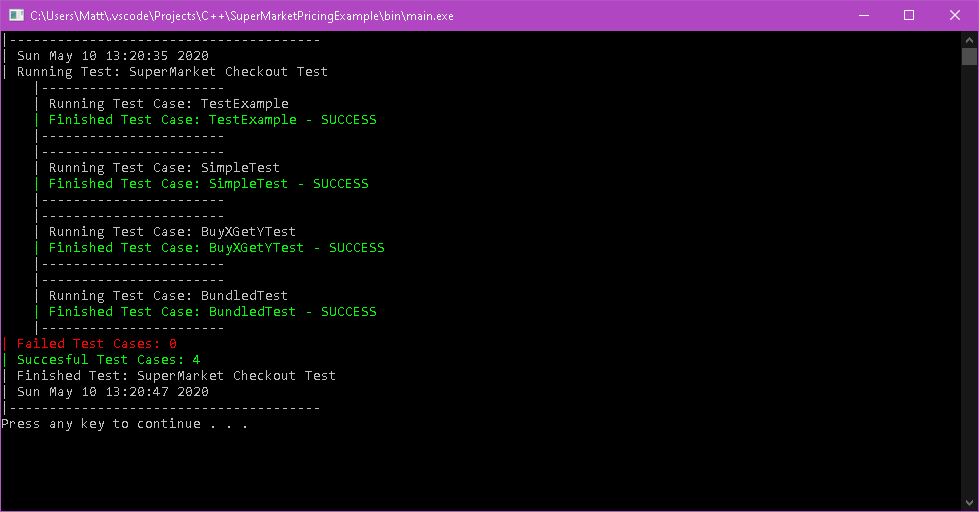 C:\Users\Matt\.vscode\Projects\C++\SuperMarketPricingExample\bin\main.exe
|---------------------------------------
| Sun May 10 13:20:35 2020
| Running Test: SuperMarket Checkout Test
    |-----------------------
    | Running Test Case: TestExample
    | Finished Test Case: TestExample - SUCCESS
    |-----------------------
    |-----------------------
    | Running Test Case: SimpleTest
    | Finished Test Case: SimpleTest - SUCCESS
    |-----------------------
    |-----------------------
    | Running Test Case: BuyXGetYTest
    | Finished Test Case: BuyXGetYTest - SUCCESS
    |-----------------------
    |-----------------------
    | Running Test Case: BundledTest
    | Finished Test Case: BundledTest - SUCCESS
    |-----------------------
| Failed Test Cases: 0
| Succesful Test Cases: 4
| Finished Test: SuperMarket Checkout Test
| Sun May 10 13:20:47 2020
|---------------------------------------
Press any key to continue . . .